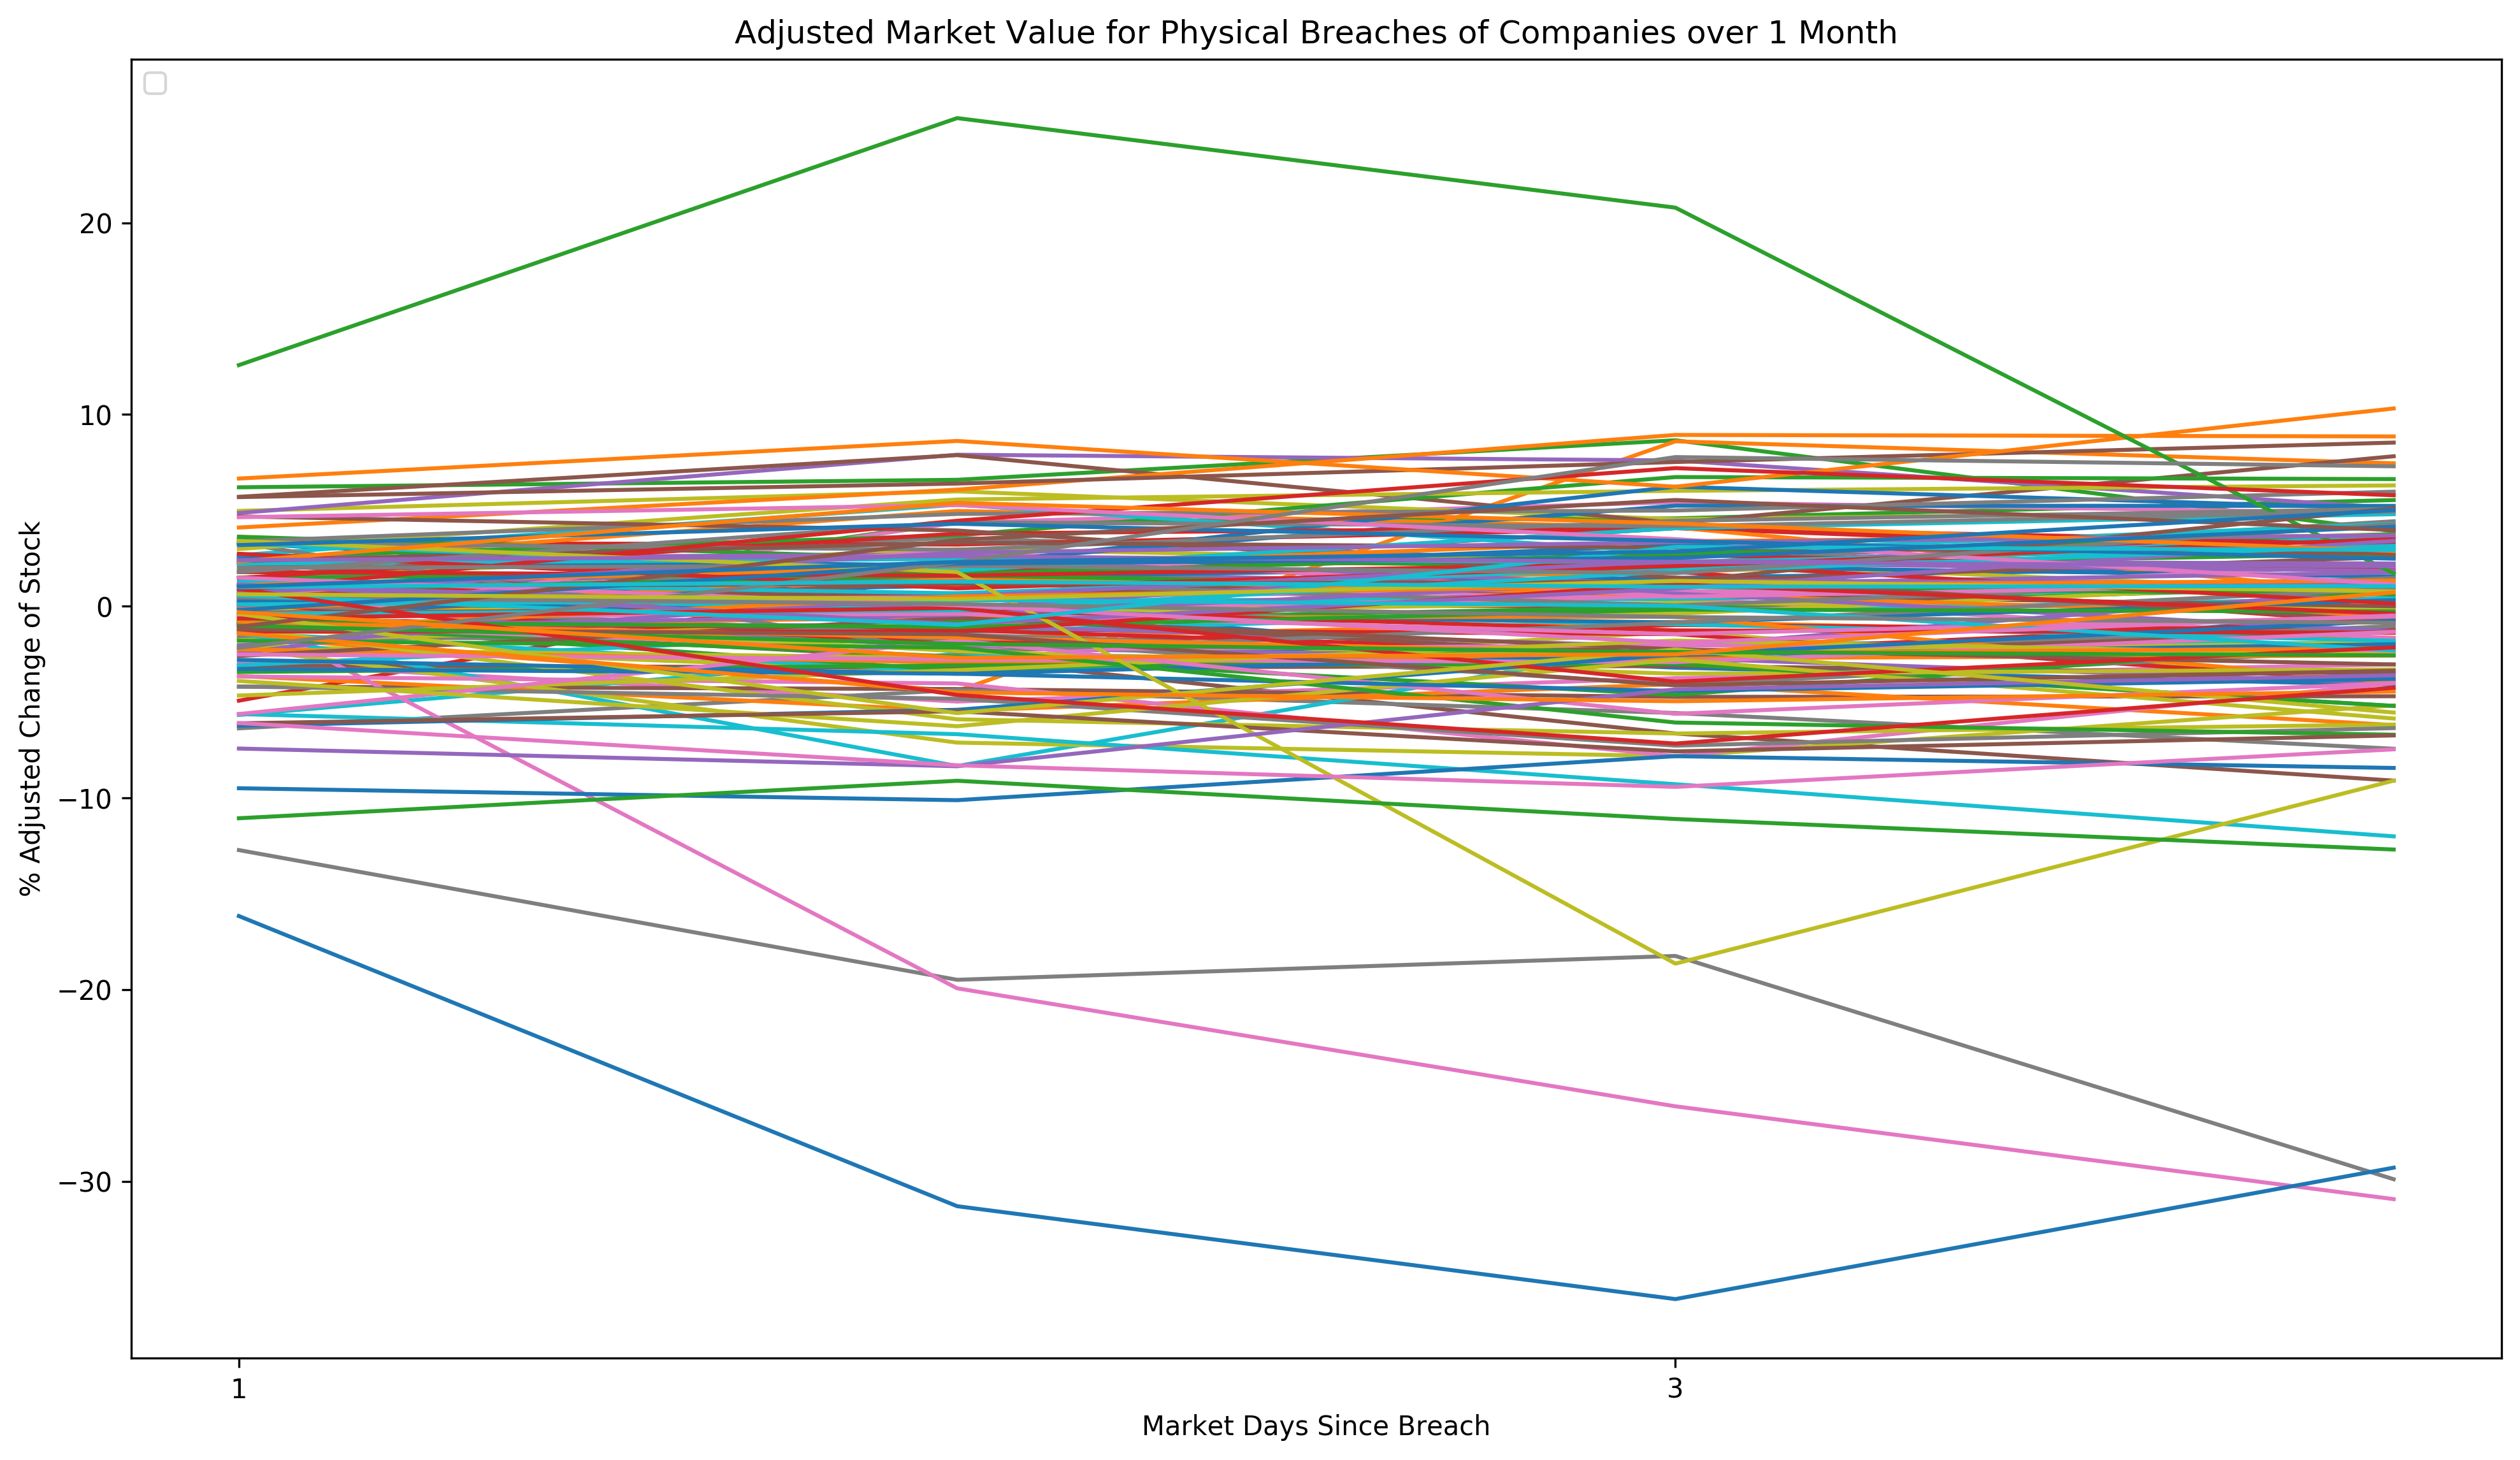 Adjusted Market Value for Physical Breaches of Companies over 1 Month
% Adjusted Change of Stock
20
10
0
−10
−20
−30
1
3
Market Days Since Breach